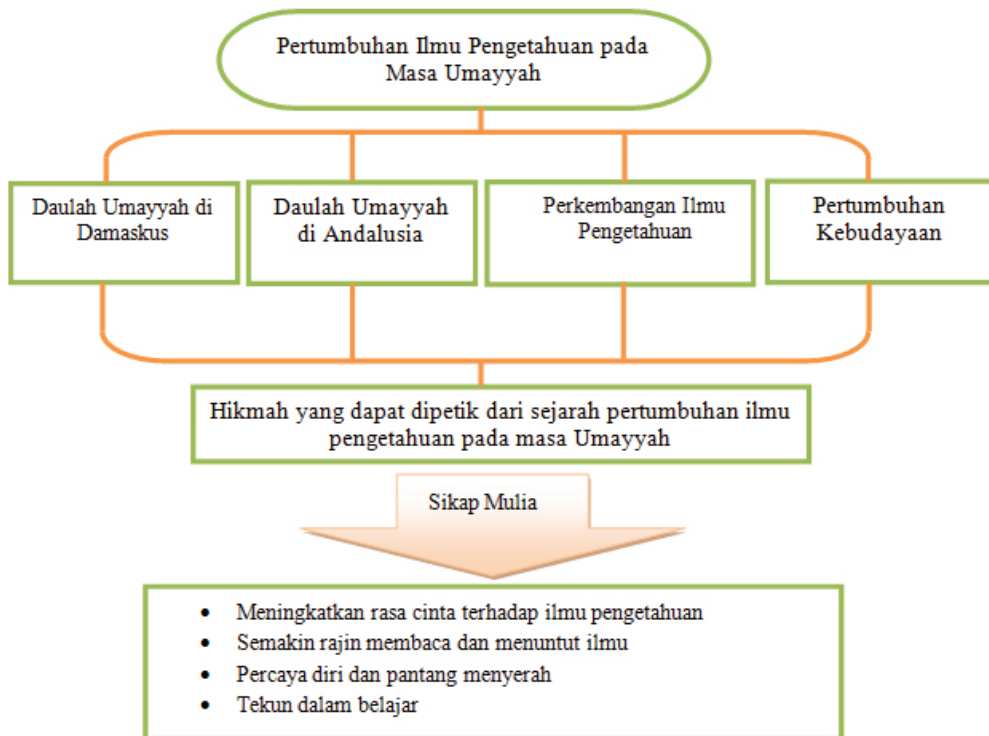 Pertumbuhan Ilmu Pengetahuan pada
Masa Umayyah
Daulah Umayyah di
Damaskus
Daulah Umayyah
di Andalusia
Perkembangan Ilmu
Pengetahuan
Pertumbuhan
Kebudayaan
Hikmah yang dapat dipetik dari sejarah pertumbuhan ilmu
pengetahuan pada masa Umayyah
Sikap Mulia
• Meningkatkan rasa cinta terhadap ilmu pengetahuan
• Semakin rajin membaca dan menuntut ilmu
• Percaya diri dan pantang menyerah
• Tekun dalam belajar